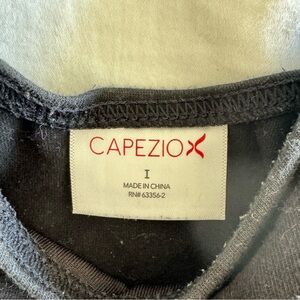 CAPEZIO
I
MADE IN CHINA
RN# 63356-2